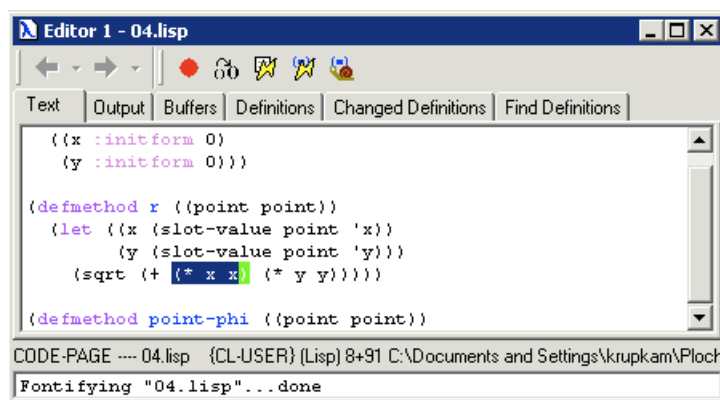 Editor 1 - 04.lisp
Text Output Buffers Definitions Changed Definitions Find Definitions
((x :initform 0)
(y :initform 0)))
(defmethod r ((point point))
(let ((x (slot-value point 'x))
(y (slot-value point 'y)))
(sqrt (+ (* x x) (* y y)))))
(defmethod point-phi ((point point))
CODE-PAGE ---- 04.lisp {CL-USER} (Lisp) 8+91 C:\Documents and Settings\krupkam\Ploch
Fontifying "04.lisp"...done